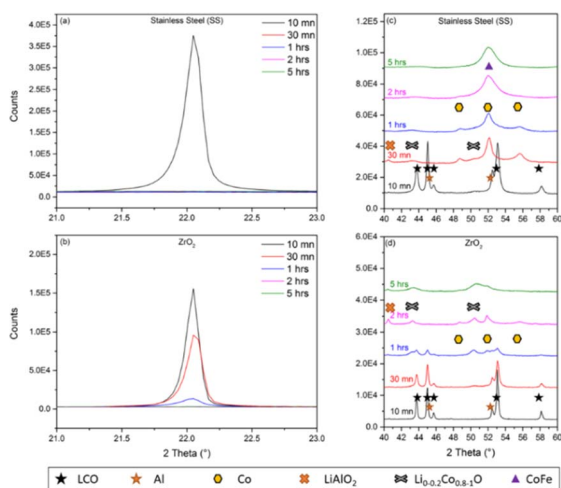 (a)
Stainless Steel (SS)
4.0E5
3.5E5
3.0E5
2.5E5
2.0E5
1.5E5
1.0E5
5.0E4
0.0
Counts
10 mn
30 mn
1 hrs
2 hrs
5 hrs
21.0 21.5 22.0 22.5 23.0
(c)
Stainless Steel (SS)
1.2E5
1.0E5
8.0E4
6.0E4
4.0E4
2.0E4
0.0
5 hrs
2 hrs
1 hrs
30 mn
10 mn
40 42 44 46 48 50 52 54 56 58 60
(b)
ZrO₂
2.0E5
1.5E5
1.0E5
5.0E4
0.0
10 mn
30 mn
1 hrs
2 hrs
5 hrs
21.0 21.5 22.0 22.5 23.0
2 Theta (°)
(d)
ZrO₂
6.0E4
5.0E4
4.0E4
3.0E4
2.0E4
1.0E4
0.0
5 hrs
2 hrs
1 hrs
30 mn
10 mn
40 42 44 46 48 50 52 54 56 58 60
2 Theta (°)
LCO Al Co LiAlO₂ Li₀₋₀.₂Co₀.₈₋₁O CoFe